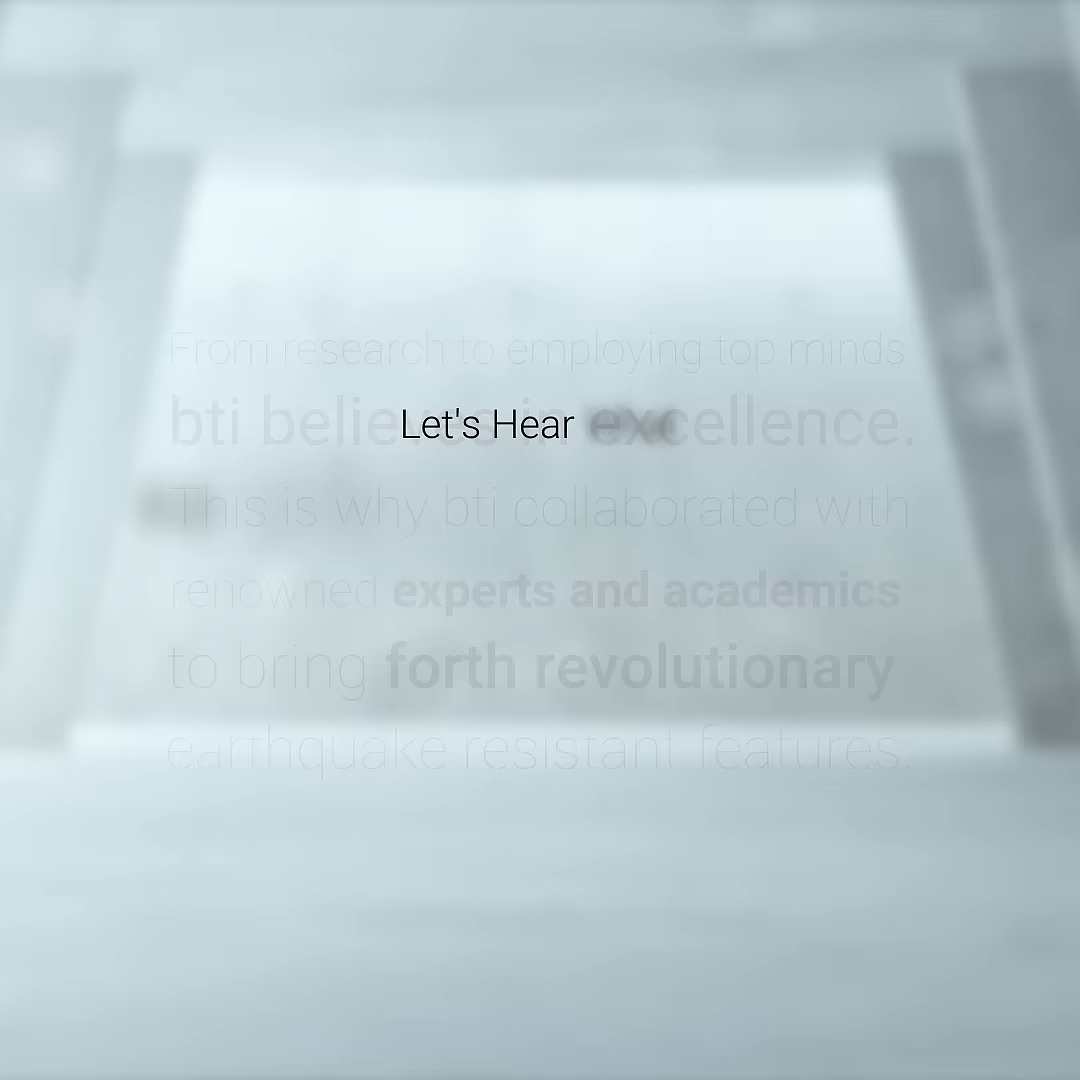 From research to employing top minds
bti believes in excellence.
Let's Hear
This is why bti collaborated with
renowned experts and academics
to bring forth revolutionary
earthquake resistant features.